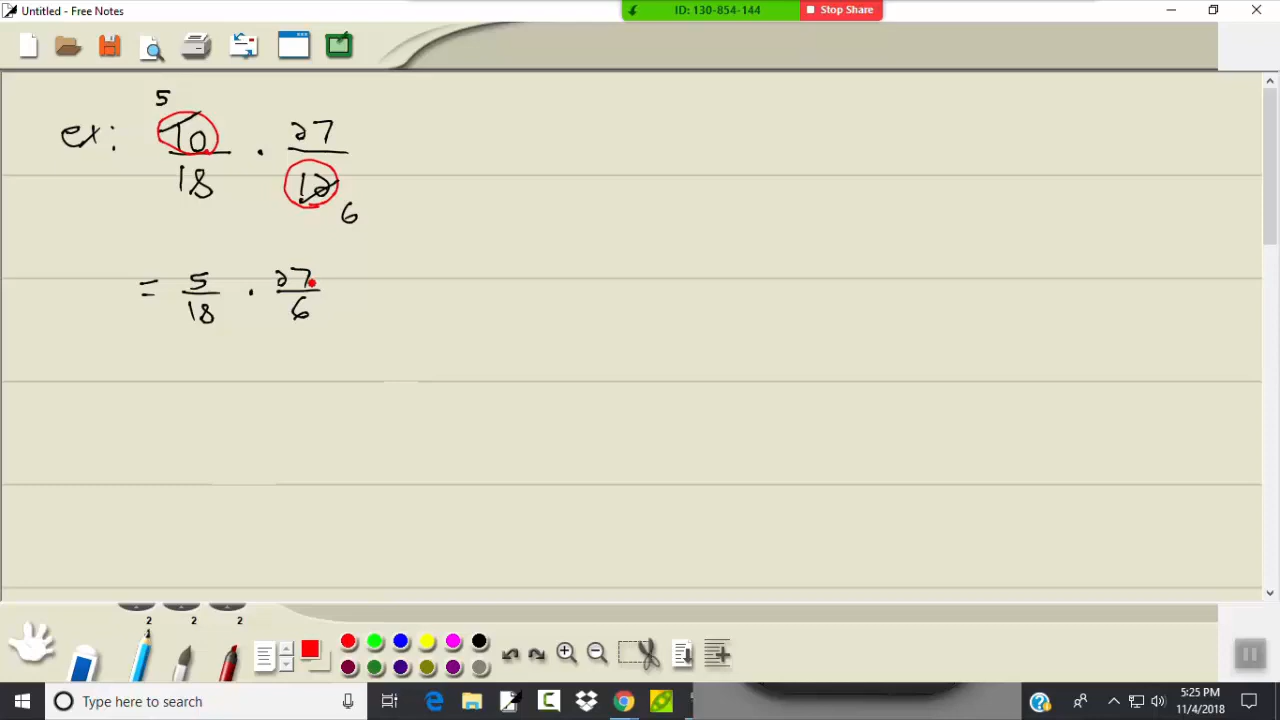 Untitled - Free Notes
ID: 130-854-144
Stop Share
5
ex: 10/18 · 27/12
6
= 5/18 · 27/6
2 2 2
Type here to search
5:25 PM
11/4/2018